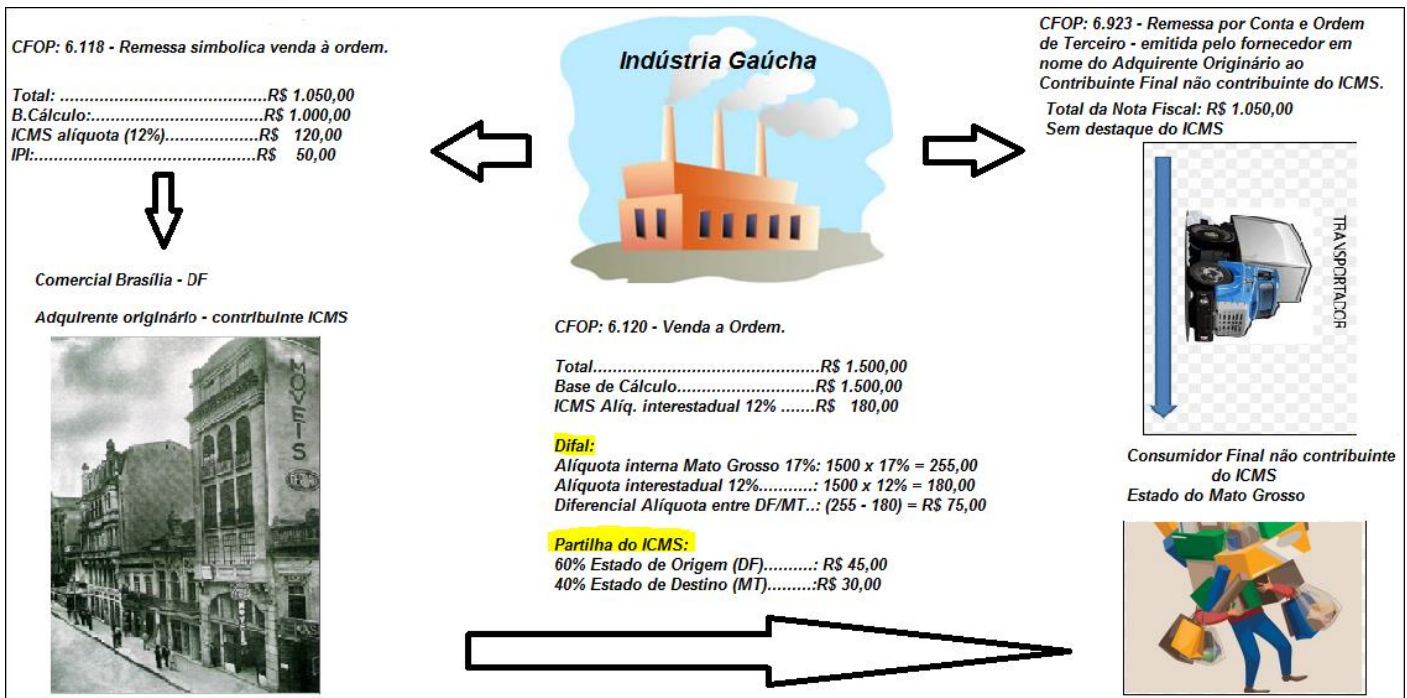 CFOP: 6.118 - Remessa simbolica venda à ordem.
Total: ..........................................R$ 1.050,00
B.Cálculo:...................................R$ 1.000,00
ICMS alíquota (12%)...................R$ 120,00
IPI:..............................................R$ 50,00
Comercial Brasília - DF
Adquirente originário - contribuinte ICMS
MOVEIS
Indústria Gaúcha
CFOP: 6.120 - Venda a Ordem.
Total..............................................R$ 1.500,00
Base de Cálculo.............................R$ 1.500,00
ICMS Alíq. interestadual 12% .......R$ 180,00
Difal:
Alíquota interna Mato Grosso 17%: 1500 x 17% = 255,00
Alíquota interestadual 12%...........: 1500 x 12% = 180,00
Diferencial Alíquota entre DF/MT..: (255 - 180) = R$ 75,00
Partilha do ICMS:
60% Estado de Origem (DF)..........: R$ 45,00
40% Estado de Destino (MT).........:R$ 30,00
CFOP: 6.923 - Remessa por Conta e Ordem
de Terceiro - emitida pelo fornecedor em
nome do Adquirente Originário ao
Contribuinte Final não contribuinte do ICMS.
Total da Nota Fiscal: R$ 1.050,00
Sem destaque do ICMS
TRANSPORTADOR
Consumidor Final não contribuinte
do ICMS
Estado do Mato Grosso